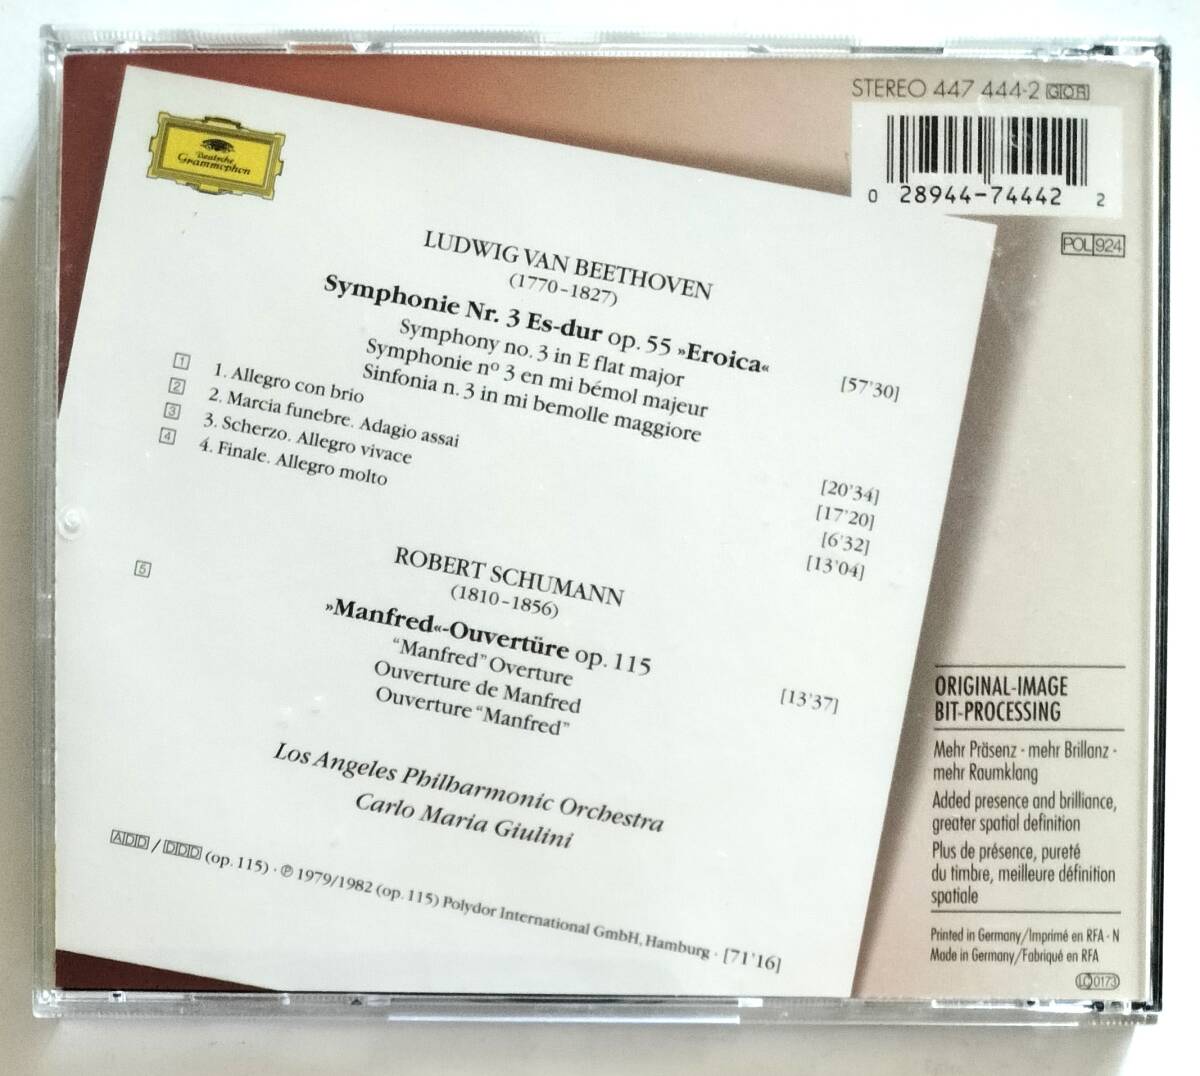 STEREO 447 444-2 GOR
0 28944-74442 2
POL 924
Deutsche
Grammophon
LUDWIG VAN BEETHOVEN
(1770–1827)
Symphonie Nr. 3 Es-dur op. 55 »Eroica« [57'30]
Symphony no. 3 in E flat major
Symphonie nº 3 en mi bémol majeur
Sinfonia n. 3 in mi bemolle maggiore
1 1. Allegro con brio [20'34]
2 2. Marcia funebre. Adagio assai [17'20]
3 3. Scherzo. Allegro vivace [6'32]
4 4. Finale. Allegro molto [13'04]
ROBERT SCHUMANN
(1810–1856)
5 »Manfred«-Ouvertüre op. 115 [13'37]
“Manfred” Overture
Ouverture de Manfred
Ouverture “Manfred”
Los Angeles Philharmonic Orchestra
Carlo Maria Giulini
ADD / DDD (op. 115) · ℗ 1979/1982 (op. 115) Polydor International GmbH, Hamburg · [71'16]
ORIGINAL-IMAGE
BIT-PROCESSING
Mehr Präsenz · mehr Brillanz ·
mehr Raumklang
Added presence and brilliance,
greater spatial definition
Plus de présence, pureté
du timbre, meilleure définition
spatiale
Printed in Germany/Imprimé en RFA · N
Made in Germany/Fabriqué en RFA
LC 0173